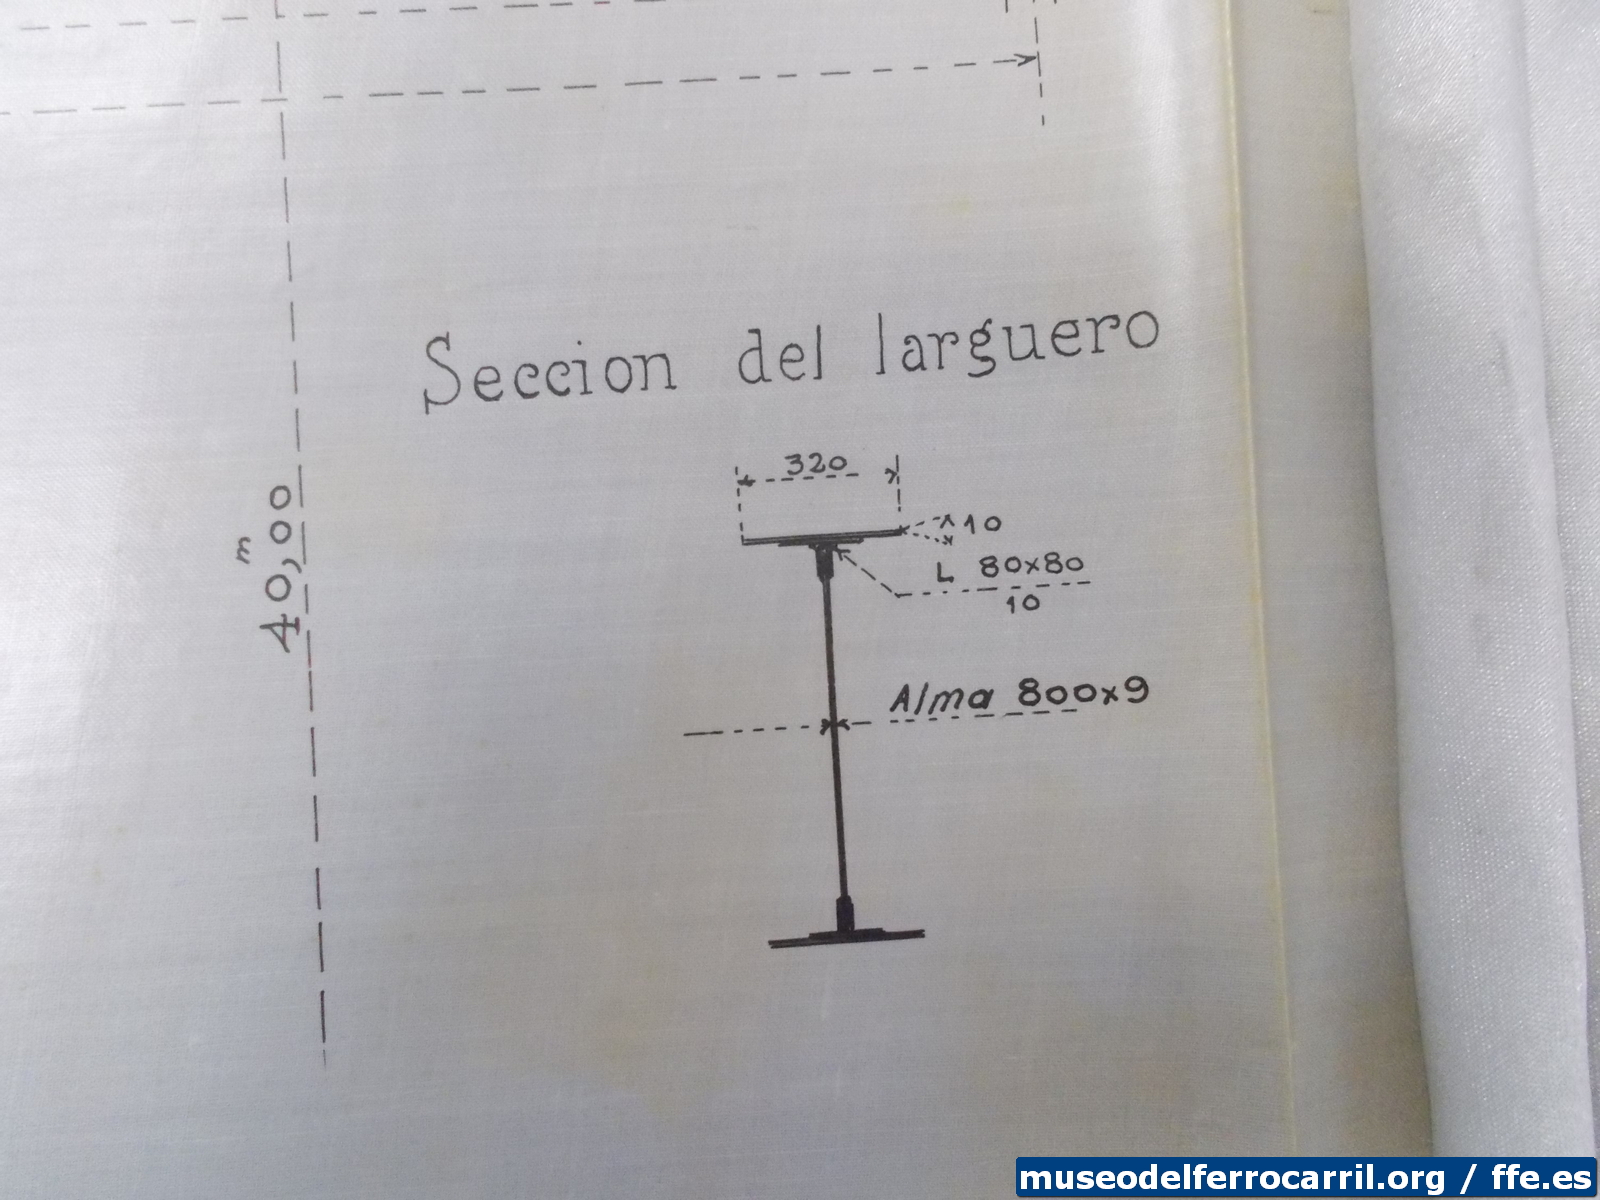 Seccion del larguero
320
10
L 80x80
10
Alma 800x9
40,00 m
museodelferrocarril.org / ffe.es